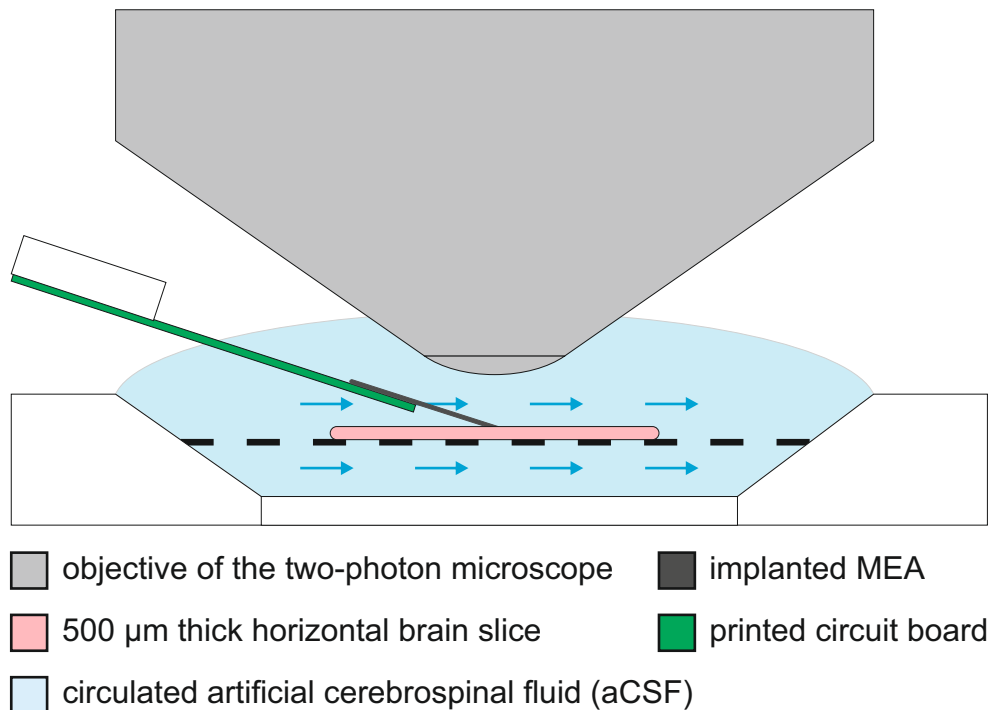 objective of the two-photon microscope
implanted MEA
500 µm thick horizontal brain slice
printed circuit board
circulated artificial cerebrospinal fluid (aCSF)